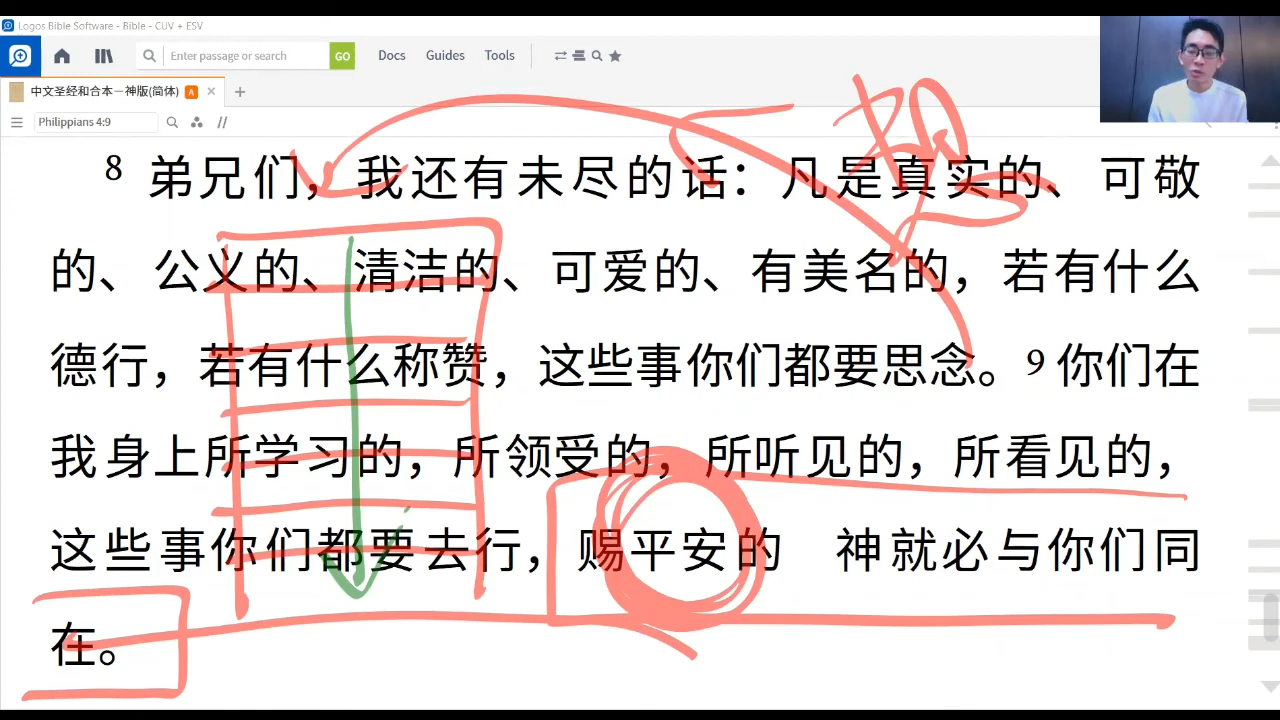 Logos Bible Software - Bible - CUV + ESV
Enter passage or search GO Docs Guides Tools
中文圣经和合本－神版(简体) A × +
Philippians 4:9
8 弟兄们，我还有未尽的话：凡是真实的、可敬
的、公义的、清洁的、可爱的、有美名的，若有什么
德行，若有什么称赞，这些事你们都要思念。9 你们在
我身上所学习的，所领受的，所听见的，所看见的，
这些事你们都要去行，赐平安的　神就必与你们同
在。